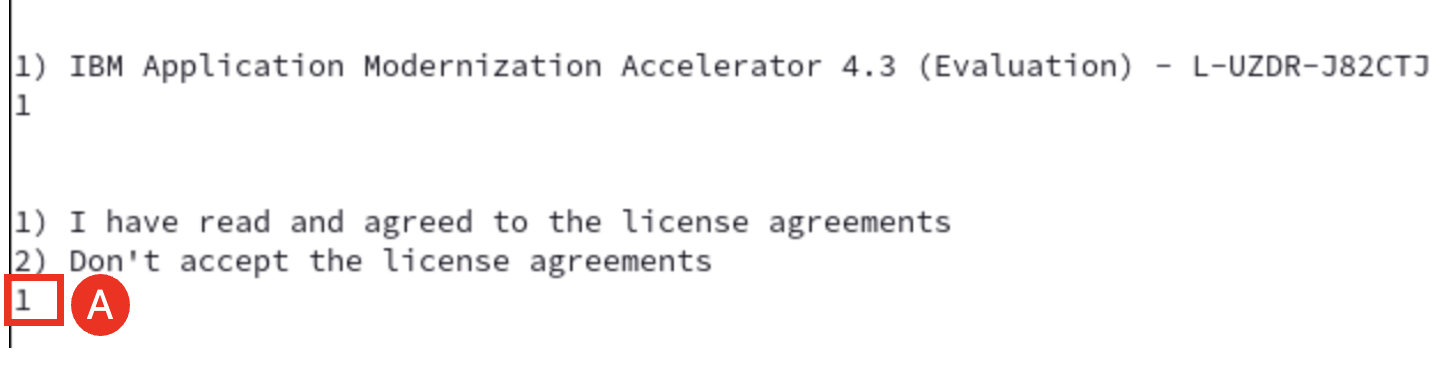 1) IBM Application Modernization Accelerator 4.3 (Evaluation) - L-UZDR-J82CTJ
1
1) I have read and agreed to the license agreements
2) Don't accept the license agreements
1 A